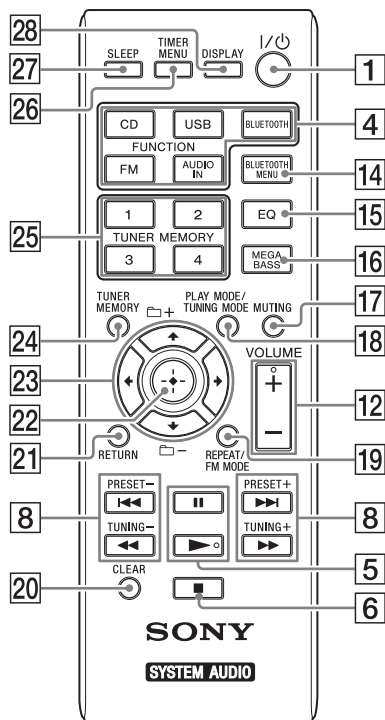 28
SLEEP
TIMER
MENU
DISPLAY
I/⏻
27
26
1
CD
USB
BLUETOOTH
4
FUNCTION
FM
AUDIO
IN
BLUETOOTH
MENU
14
1
2
EQ
15
25
TUNER MEMORY
3
4
MEGA
BASS
16
TUNER
MEMORY
PLAY MODE/
TUNING MODE
MUTING
17
24
+
18
VOLUME
23
+
22
12
−
21
RETURN
−
REPEAT/
FM MODE
19
PRESET−
PRESET+
8
8
TUNING−
TUNING+
5
CLEAR
20
6
SONY
SYSTEM AUDIO